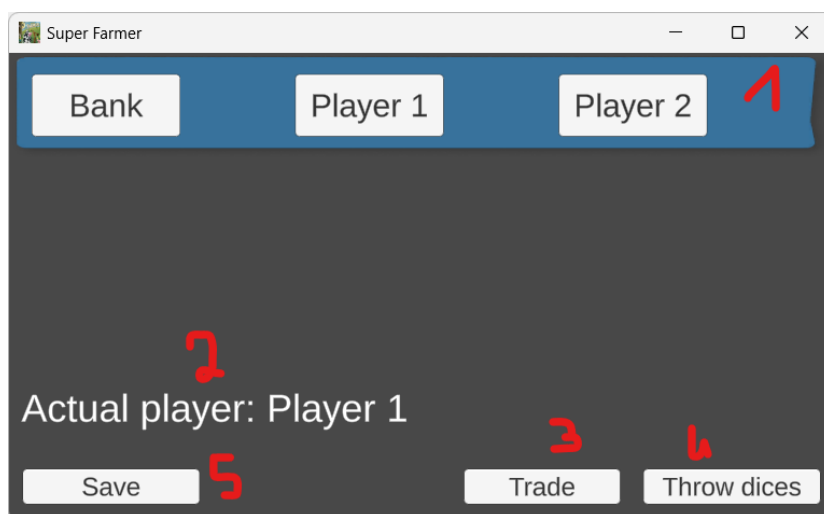 Super Farmer
Bank Player 1 Player 2 1
2
Actual player: Player 1
3 4
Save 5 Trade Throw dices